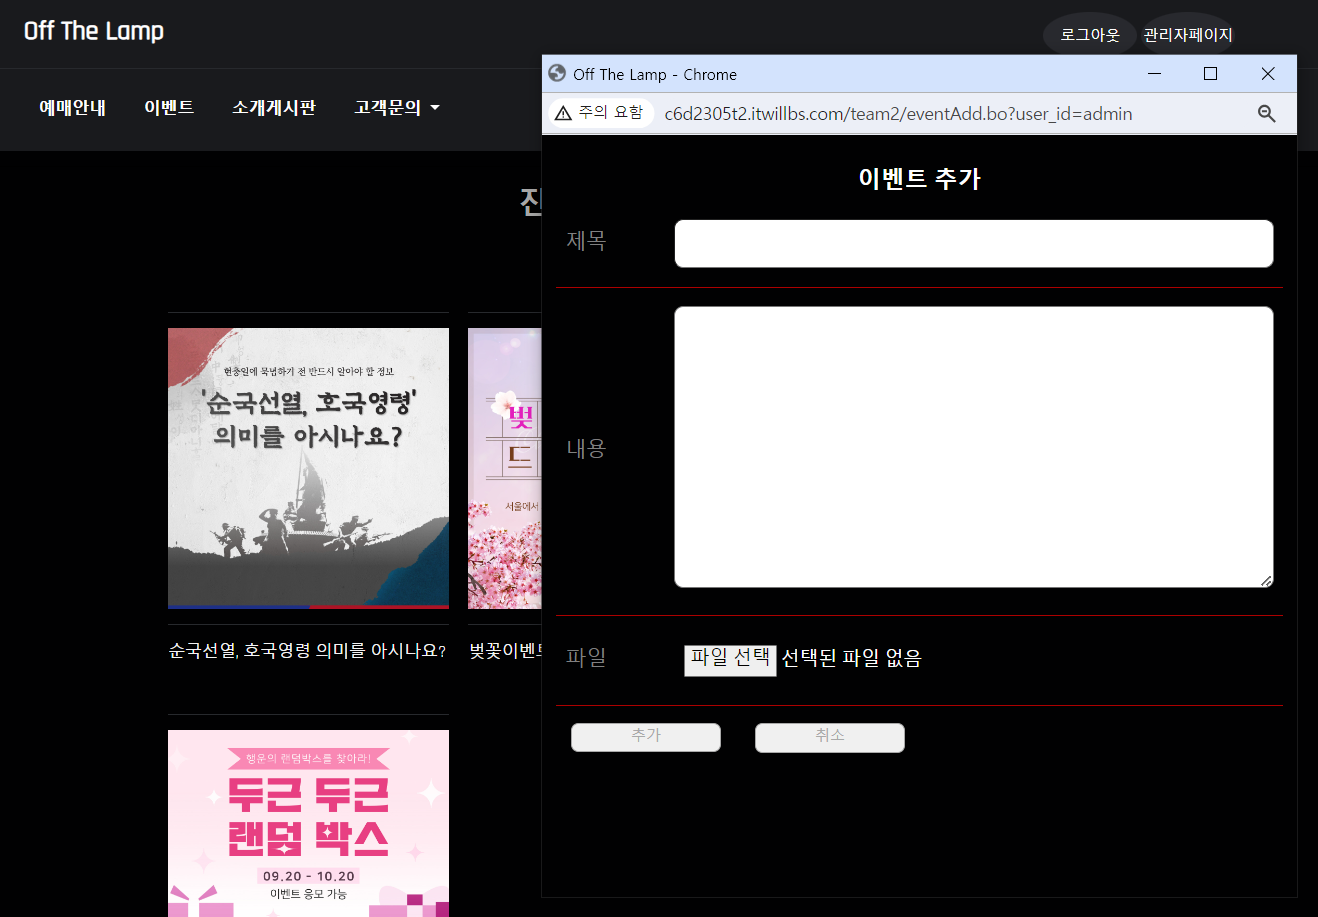 Off The Lamp
로그아웃
관리자페이지
예매안내
이벤트
소개게시판
고객문의
Off The Lamp - Chrome
주의 요함
c6d2305t2.itwillbs.com/team2/eventAdd.bo?user_id=admin
이벤트 추가
제목
내용
파일
파일 선택 선택된 파일 없음
추가
취소
현충일에 묵념하기 전 반드시 알아야 할 정보
'순국선열, 호국영령'
의미를 아시나요?
벚
드
서울에서
순국선열, 호국영령 의미를 아시나요?
벚꽃이벤트
행운의 랜덤박스를 찾아라!
두근 두근
랜덤 박스
09.20 - 10.20
이벤트 응모 가능